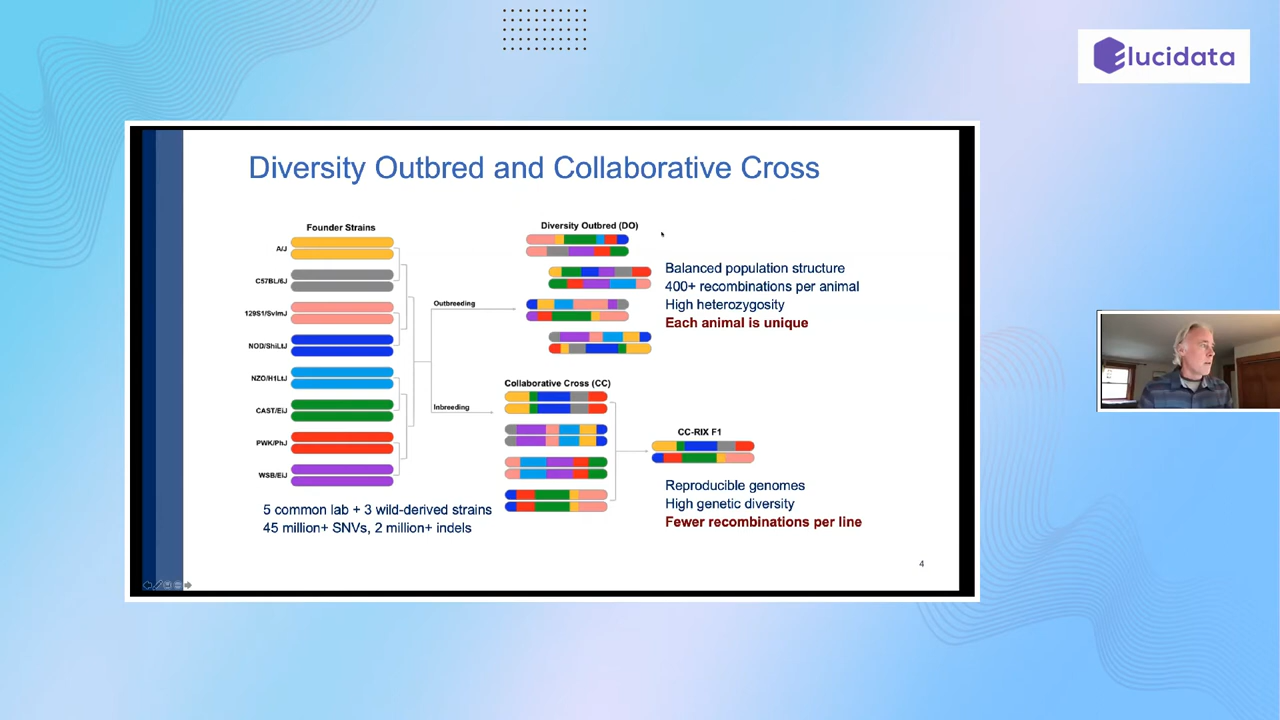 Elucidata
Diversity Outbred and Collaborative Cross
Founder Strains
A/J
C57BL/6J
129S1/SvImJ
NOD/ShiLtJ
NZO/H1LtJ
CAST/EiJ
PWK/PhJ
WSB/EiJ
5 common lab + 3 wild-derived strains
45 million+ SNVs, 2 million+ indels
Outbreeding
Inbreeding
Diversity Outbred (DO)
Balanced population structure
400+ recombinations per animal
High heterozygosity
Each animal is unique
Collaborative Cross (CC)
CC-RIX F1
Reproducible genomes
High genetic diversity
Fewer recombinations per line
4